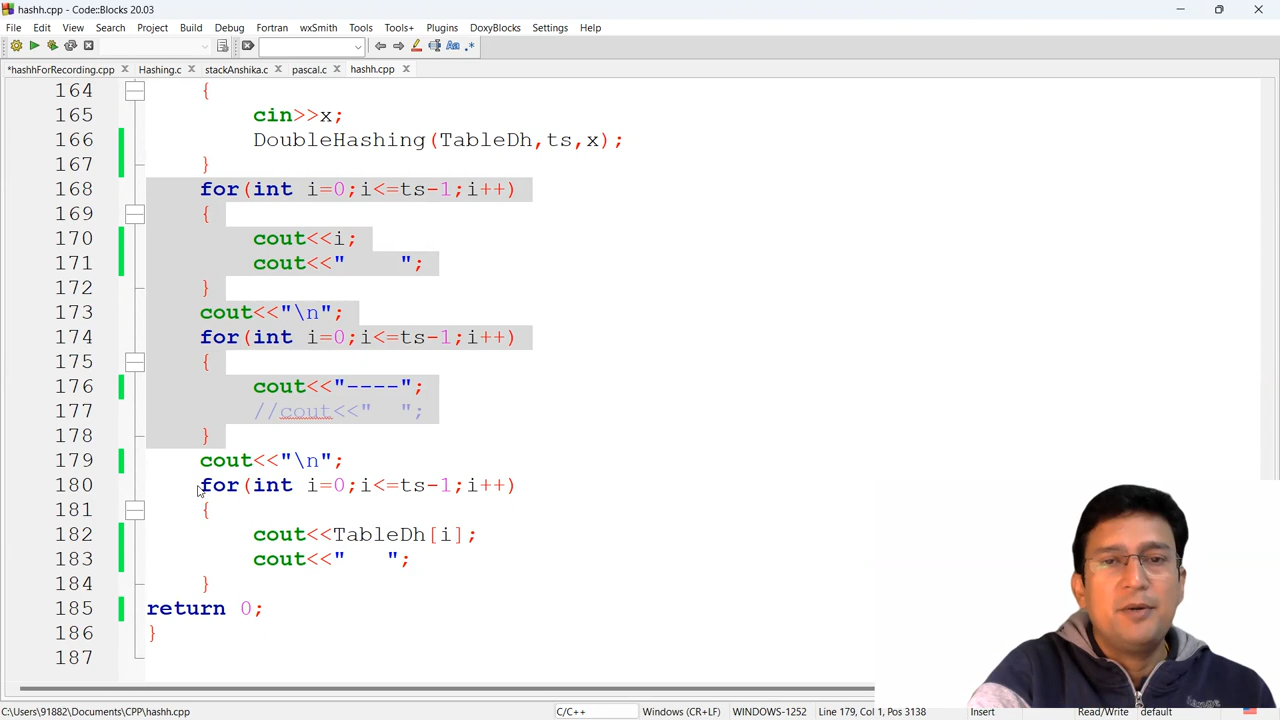 hashh.cpp - Code::Blocks 20.03
File Edit View Search Project Build Debug Fortran wxSmith Tools Tools+ Plugins DoxyBlocks Settings Help
*hashhForRecording.cpp Hashing.c stackAnshika.c pascal.c hashh.cpp
164 {
165 cin>>x;
166 DoubleHashing(TableDh,ts,x);
167 }
168 for(int i=0;i<=ts-1;i++)
169 {
170 cout<<i;
171 cout<<"    ";
172 }
173 cout<<"\n";
174 for(int i=0;i<=ts-1;i++)
175 {
176 cout<<"----";
177 //cout<<"  ";
178 }
179 cout<<"\n";
180 for(int i=0;i<=ts-1;i++)
181 {
182 cout<<TableDh[i];
183 cout<<"   ";
184 }
185 return 0;
186 }
187
C:\Users\91882\Documents\CPP\hashh.cpp C/C++ Windows (CR+LF) WINDOWS-1252 Line 179, Col 1, Pos 3138 Insert Read/Write default